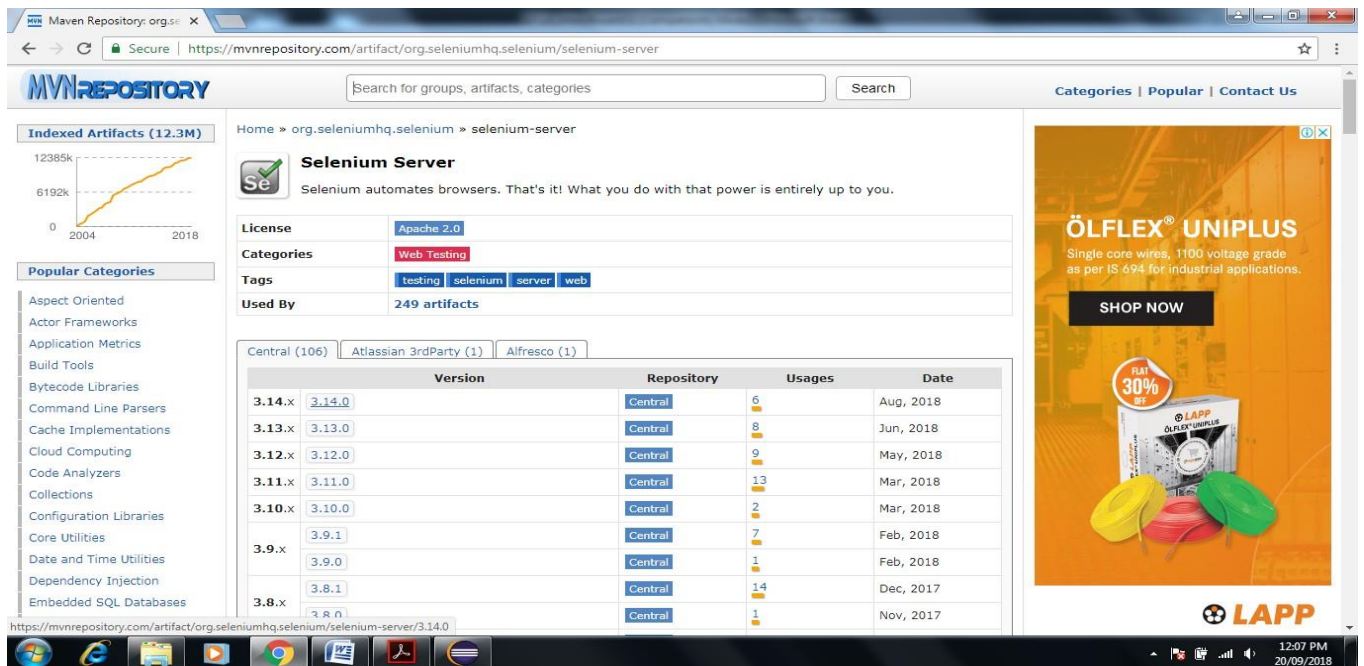 Maven Repository: org.se
Secure | https://mvnrepository.com/artifact/org.seleniumhq.selenium/selenium-server
MVNREPOSITORY
Search for groups, artifacts, categories
Search
Categories | Popular | Contact Us
Indexed Artifacts (12.3M)
12385k
6192k
0
2004 2018
Popular Categories
Aspect Oriented
Actor Frameworks
Application Metrics
Build Tools
Bytecode Libraries
Command Line Parsers
Cache Implementations
Cloud Computing
Code Analyzers
Collections
Configuration Libraries
Core Utilities
Date and Time Utilities
Dependency Injection
Embedded SQL Databases
Home » org.seleniumhq.selenium » selenium-server
Se
Selenium Server
Selenium automates browsers. That's it! What you do with that power is entirely up to you.
License Apache 2.0
Categories Web Testing
Tags testing selenium server web
Used By 249 artifacts
Central (106) Atlassian 3rdParty (1) Alfresco (1)
Version Repository Usages Date
3.14.x 3.14.0 Central 6 Aug, 2018
3.13.x 3.13.0 Central 8 Jun, 2018
3.12.x 3.12.0 Central 9 May, 2018
3.11.x 3.11.0 Central 13 Mar, 2018
3.10.x 3.10.0 Central 2 Mar, 2018
3.9.x
3.9.1 Central 7 Feb, 2018
3.9.0 Central 1 Feb, 2018
3.8.x
3.8.1 Central 14 Dec, 2017
3.8.0 Central 1 Nov, 2017
ÖLFLEX® UNIPLUS
Single core wires, 1100 voltage grade
as per IS 694 for industrial applications.
SHOP NOW
FLAT
30%
OFF
LAPP
ÖLFLEX® UNIPLUS
LAPP
https://mvnrepository.com/artifact/org.seleniumhq.selenium/selenium-server/3.14.0
12:07 PM
20/09/2018